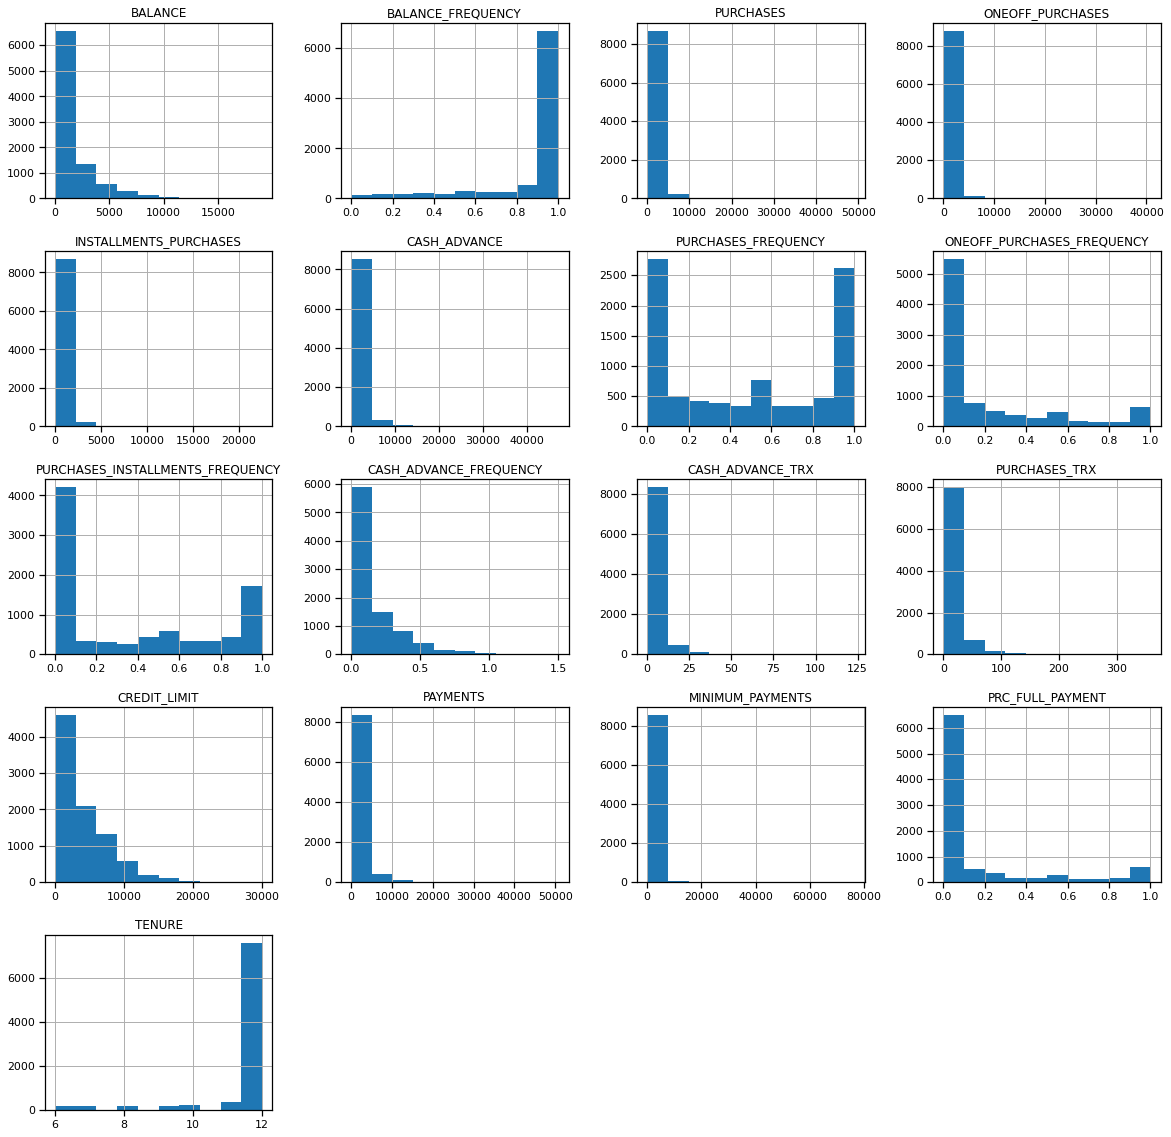 BALANCE
6000
5000
4000
3000
2000
1000
0
0 5000 10000 15000
BALANCE_FREQUENCY
6000
4000
2000
0
0.0 0.2 0.4 0.6 0.8 1.0
PURCHASES
8000
6000
4000
2000
0
0 10000 20000 30000 40000 50000
ONEOFF_PURCHASES
8000
6000
4000
2000
0
0 10000 20000 30000 40000
INSTALLMENTS_PURCHASES
8000
6000
4000
2000
0
0 5000 10000 15000 20000
CASH_ADVANCE
8000
6000
4000
2000
0
0 10000 20000 30000 40000
PURCHASES_FREQUENCY
2500
2000
1500
1000
500
0
0.0 0.2 0.4 0.6 0.8 1.0
ONEOFF_PURCHASES_FREQUENCY
5000
4000
3000
2000
1000
0
0.0 0.2 0.4 0.6 0.8 1.0
PURCHASES_INSTALLMENTS_FREQUENCY
4000
3000
2000
1000
0
0.0 0.2 0.4 0.6 0.8 1.0
CASH_ADVANCE_FREQUENCY
6000
5000
4000
3000
2000
1000
0
0.0 0.5 1.0 1.5
CASH_ADVANCE_TRX
8000
6000
4000
2000
0
0 25 50 75 100 125
PURCHASES_TRX
8000
6000
4000
2000
0
0 100 200 300
CREDIT_LIMIT
4000
3000
2000
1000
0
0 10000 20000 30000
PAYMENTS
8000
6000
4000
2000
0
0 10000 20000 30000 40000 50000
MINIMUM_PAYMENTS
8000
6000
4000
2000
0
0 20000 40000 60000 80000
PRC_FULL_PAYMENT
6000
5000
4000
3000
2000
1000
0
0.0 0.2 0.4 0.6 0.8 1.0
TENURE
6000
4000
2000
0
6 8 10 12